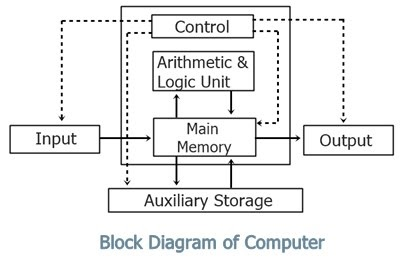 Control
Arithmetic &
Logic Unit
Input
Main
Memory
Output
Auxiliary Storage
Block Diagram of Computer